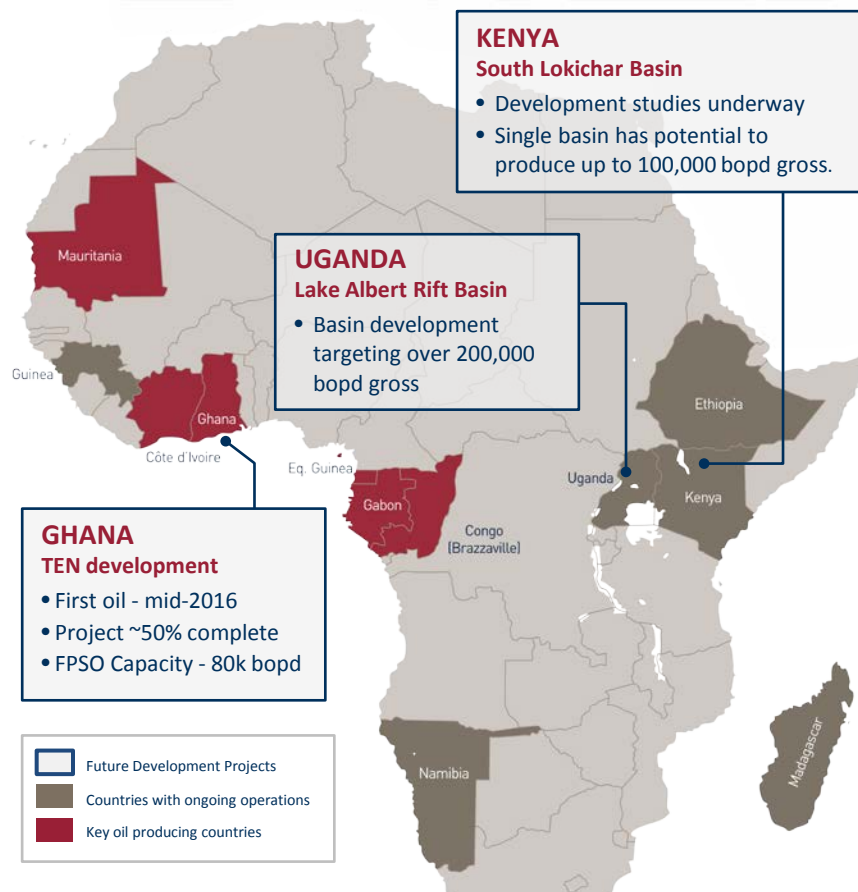 KENYA
South Lokichar Basin
• Development studies underway
• Single basin has potential to
produce up to 100,000 bopd gross.
Mauritania
UGANDA
Lake Albert Rift Basin
• Basin development
targeting over 200,000
bopd gross
Guinea
Ghana
Côte d'Ivoire
Ethiopia
Eq. Guinea
Uganda
Gabon
Kenya
Congo
(Brazzaville)
GHANA
TEN development
• First oil - mid-2016
• Project ~50% complete
• FPSO Capacity - 80k bopd
Namibia
Madagascar
Future Development Projects
Countries with ongoing operations
Key oil producing countries